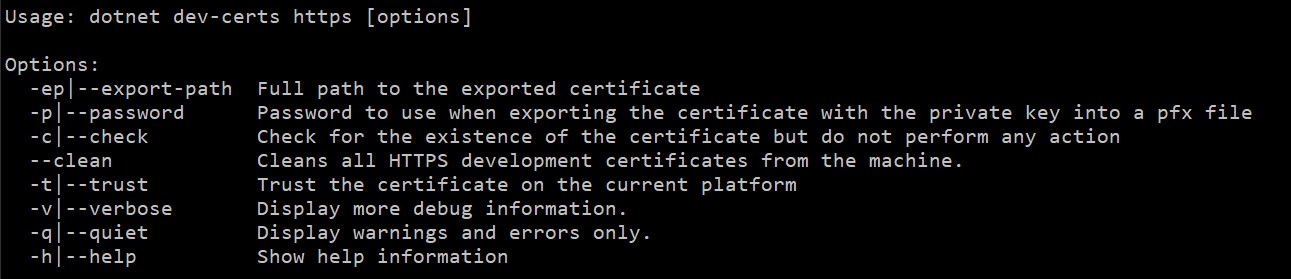 Usage: dotnet dev-certs https [options]

Options:
  -ep|--export-path  Full path to the exported certificate
  -p|--password      Password to use when exporting the certificate with the private key into a pfx file
  -c|--check         Check for the existence of the certificate but do not perform any action
  --clean            Cleans all HTTPS development certificates from the machine.
  -t|--trust         Trust the certificate on the current platform
  -v|--verbose       Display more debug information.
  -q|--quiet         Display warnings and errors only.
  -h|--help          Show help information